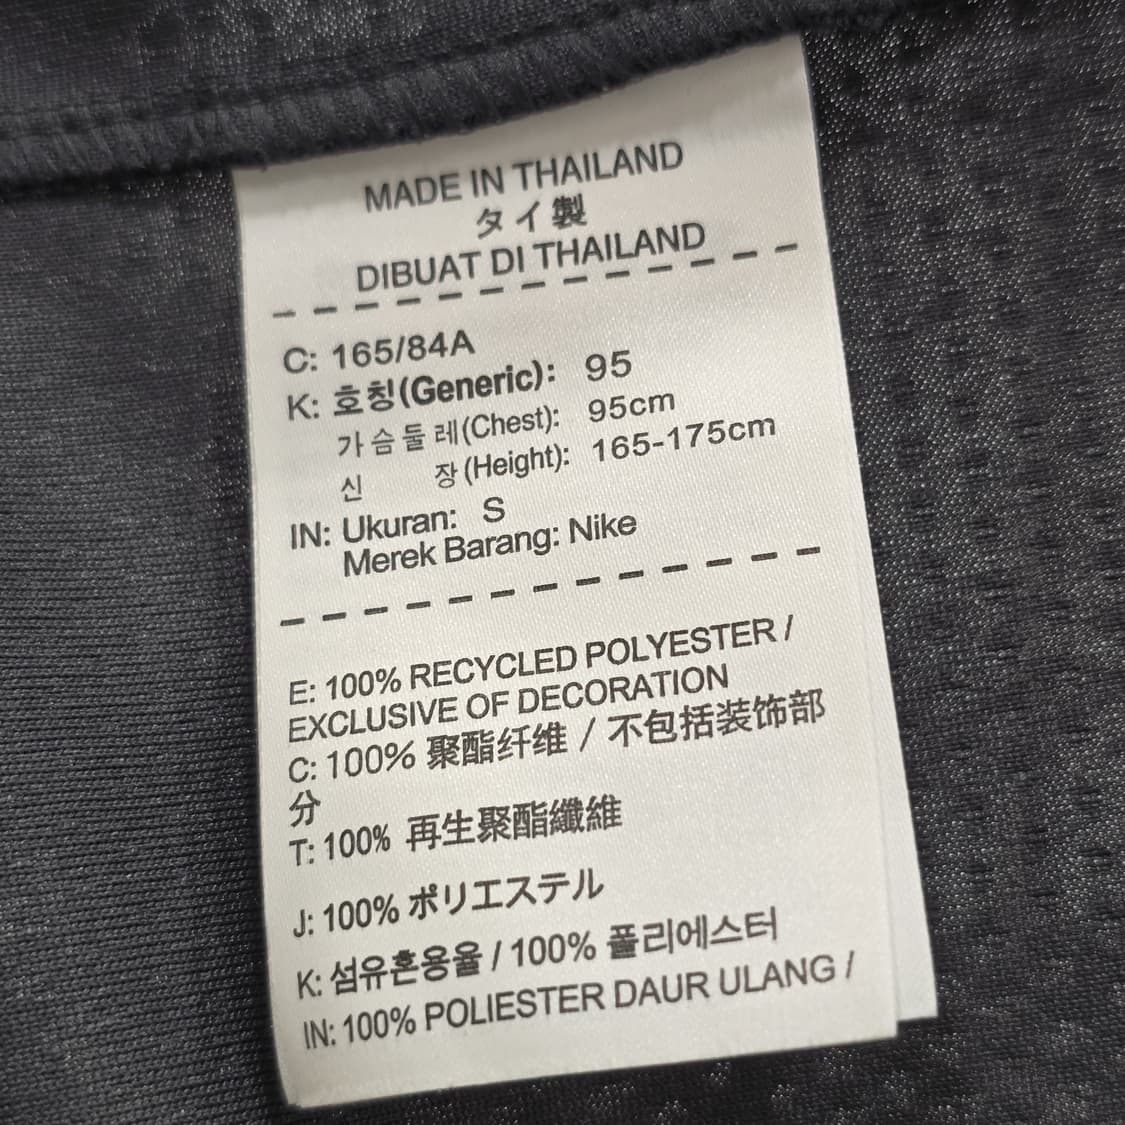 MADE IN THAILAND
タイ製
DIBUAT DI THAILAND
C: 165/84A
K: 호칭(Generic): 95
가슴둘레(Chest): 95cm
신 장(Height): 165-175cm
IN: Ukuran: S
Merek Barang: Nike
E: 100% RECYCLED POLYESTER /
EXCLUSIVE OF DECORATION
C: 100% 聚酯纤维 / 不包括装饰部
分
T: 100% 再生聚酯纖維
J: 100% ポリエステル
K: 섬유혼용율 / 100% 폴리에스터
IN: 100% POLIESTER DAUR ULANG /